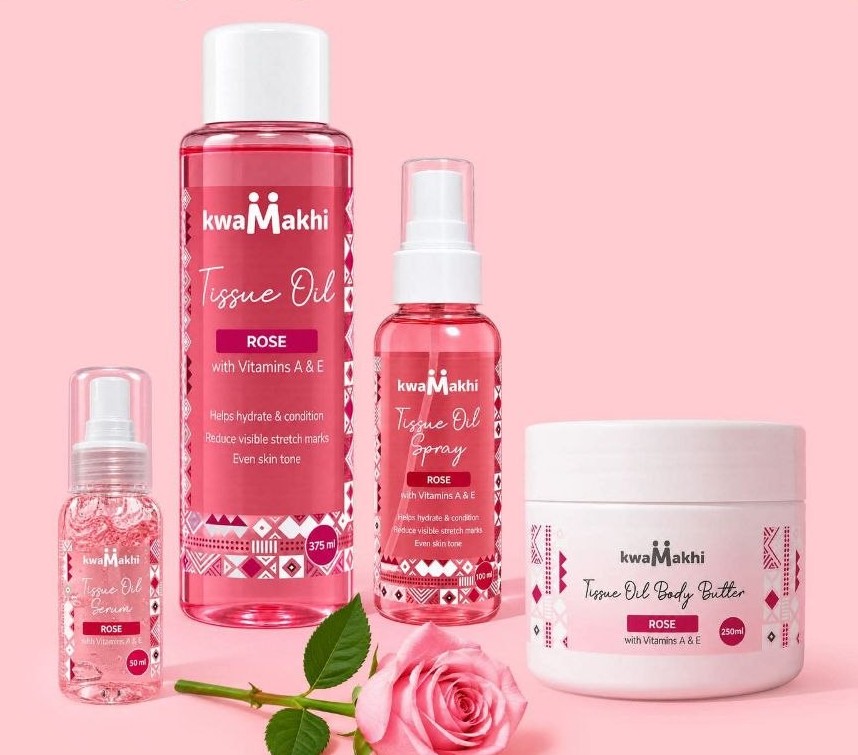 kwaMakhi
Tissue Oil
ROSE
with Vitamins A & E
Helps hydrate & condition
Reduce visible stretch marks
Even skin tone
375 ml
kwaMakhi
Tissue Oil
Spray
ROSE
with Vitamins A & E
Helps hydrate & condition
Reduce visible stretch marks
Even skin tone
100 ml
kwaMakhi
Tissue Oil
Serum
ROSE
with Vitamins A & E
50 ml
kwaMakhi
Tissue Oil Body Butter
ROSE
with Vitamins A & E
250ml